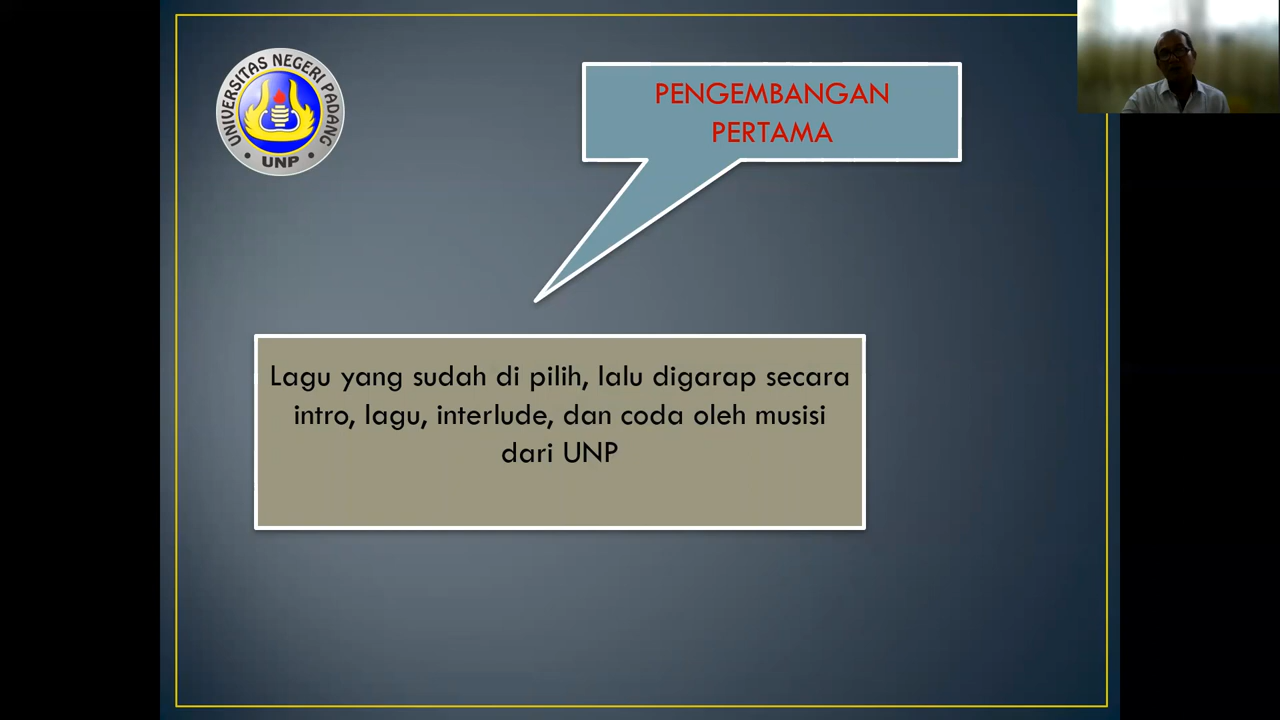 UNIVERSITAS NEGERI PADANG
UNP
PENGEMBANGAN
PERTAMA
Lagu yang sudah di pilih, lalu digarap secara
intro, lagu, interlude, dan coda oleh musisi
dari UNP